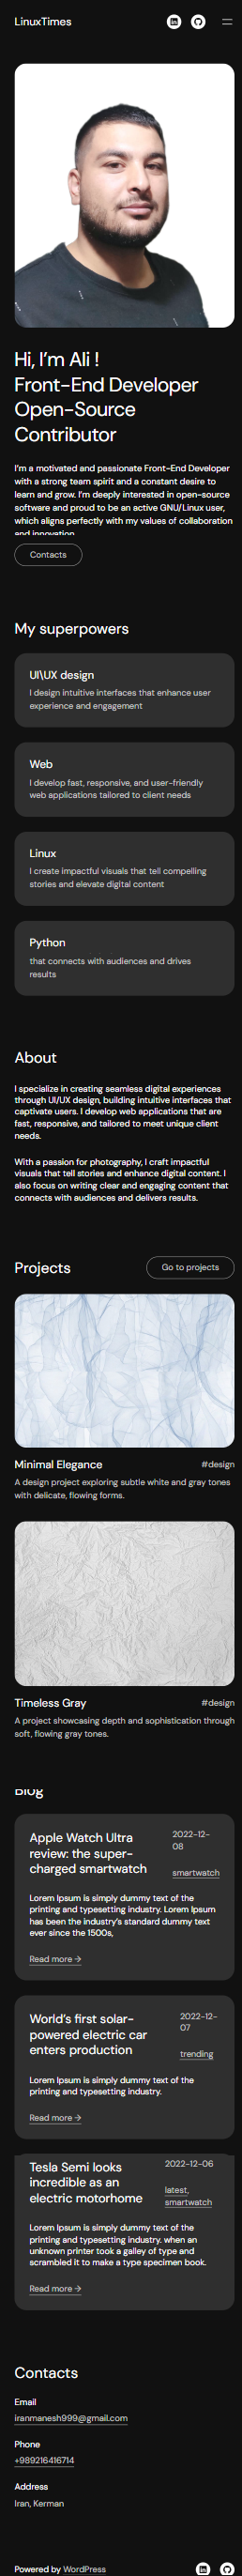 LinuxTimes
Hi, I'm Ali !
Front-End Developer
Open-Source
Contributor
I'm a motivated and passionate Front-End Developer
with a strong team spirit and a constant desire to
learn and grow. I'm deeply interested in open-source
software and proud to be an active GNU/Linux user,
which aligns perfectly with my values of collaboration
and innovation
Contacts
My superpowers
UI\UX design
I design intuitive interfaces that enhance user
experience and engagement
Web
I develop fast, responsive, and user-friendly
web applications tailored to client needs
Linux
I create impactful visuals that tell compelling
stories and elevate digital content
Python
that connects with audiences and drives
results
About
I specialize in creating seamless digital experiences
through UI/UX design, building intuitive interfaces that
captivate users. I develop web applications that are
fast, responsive, and tailored to meet unique client
needs.
With a passion for photography, I craft impactful
visuals that tell stories and enhance digital content. I
also focus on writing clear and engaging content that
connects with audiences and delivers results.
Projects
Go to projects
Minimal Elegance
#design
A design project exploring subtle white and gray tones
with delicate, flowing forms.
Timeless Gray
#design
A project showcasing depth and sophistication through
soft, flowing gray tones.
Blog
Apple Watch Ultra
review: the super-
charged smartwatch
2022-12-
08
smartwatch
Lorem Ipsum is simply dummy text of the
printing and typesetting industry. Lorem Ipsum
has been the industry's standard dummy text
ever since the 1500s,
Read more →
World's first solar-
powered electric car
enters production
2022-12-
07
trending
Lorem Ipsum is simply dummy text of the
printing and typesetting industry.
Read more →
Tesla Semi looks
incredible as an
electric motorhome
2022-12-06
latest,
smartwatch
Lorem Ipsum is simply dummy text of the
printing and typesetting industry. when an
unknown printer took a galley of type and
scrambled it to make a type specimen book.
Read more →
Contacts
Email
iranmanesh999@gmail.com
Phone
+989216416714
Address
Iran, Kerman
Powered by WordPress